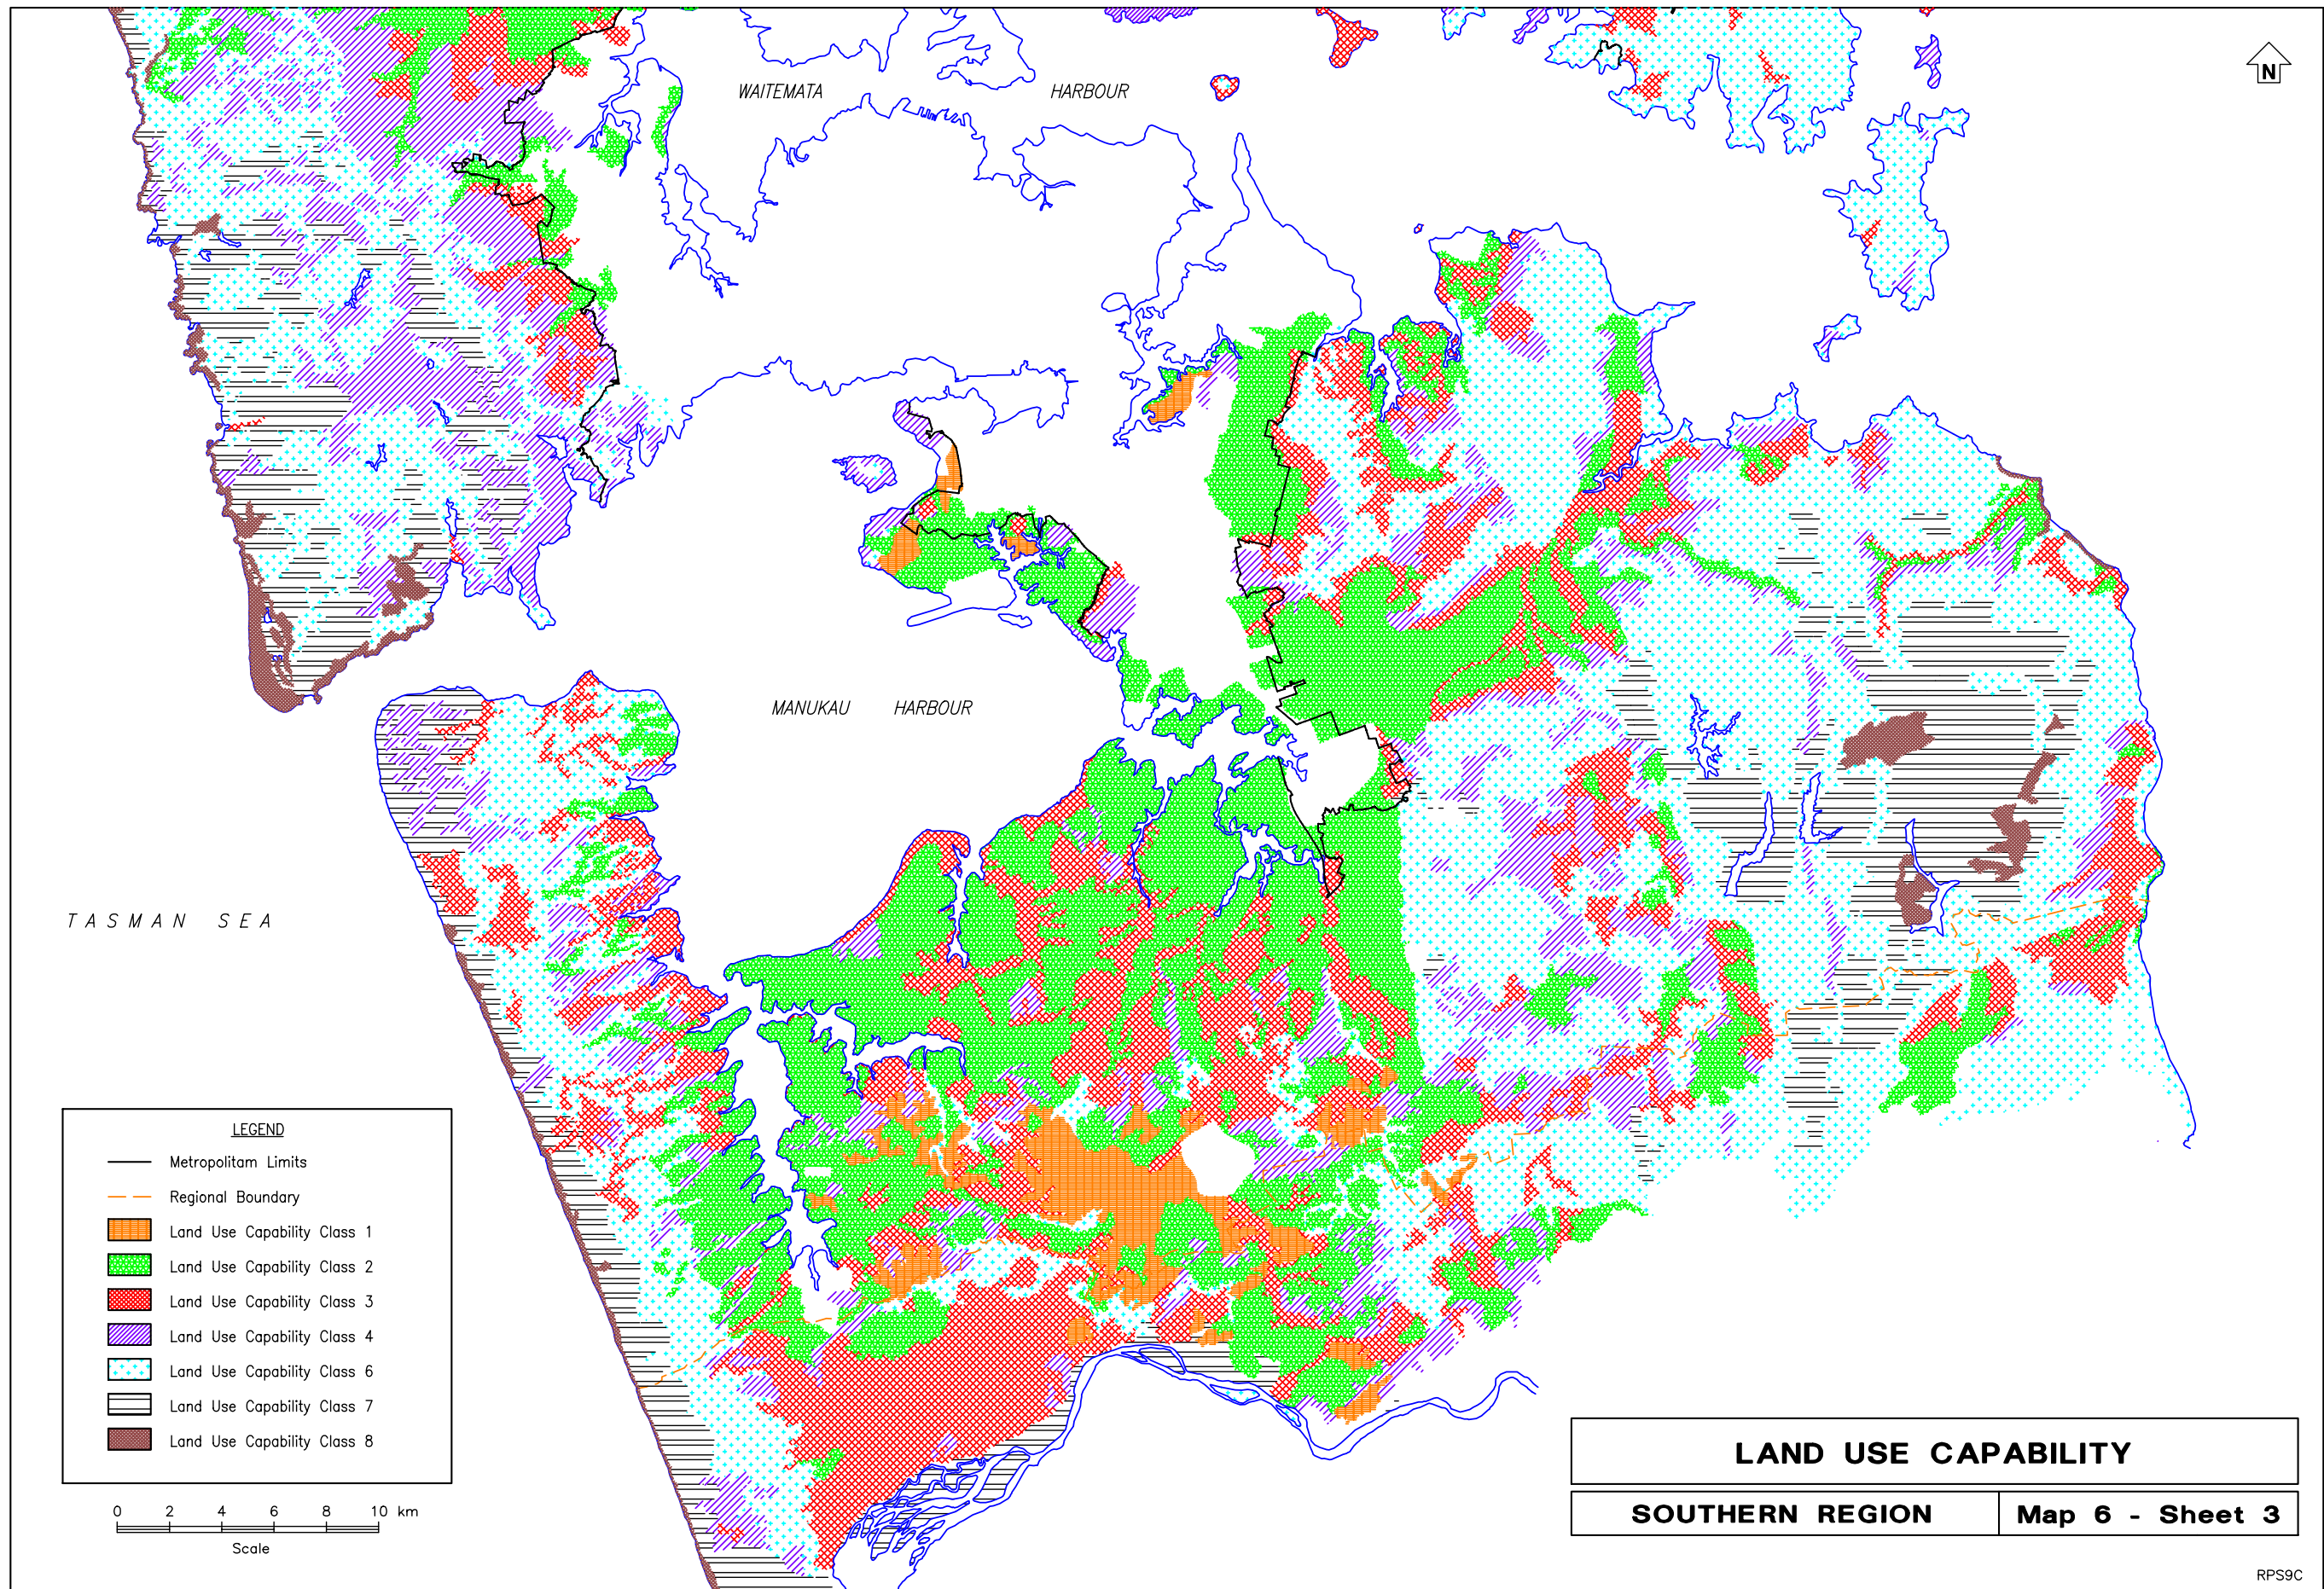 N
WAITEMATA HARBOUR
MANUKAU HARBOUR
TASMAN SEA
LEGEND
Metropolitam Limits
Regional Boundary
Land Use Capability Class 1
Land Use Capability Class 2
Land Use Capability Class 3
Land Use Capability Class 4
Land Use Capability Class 6
Land Use Capability Class 7
Land Use Capability Class 8
0 2 4 6 8 10 km
Scale
LAND USE CAPABILITY
SOUTHERN REGION Map 6 - Sheet 3
RPS9C